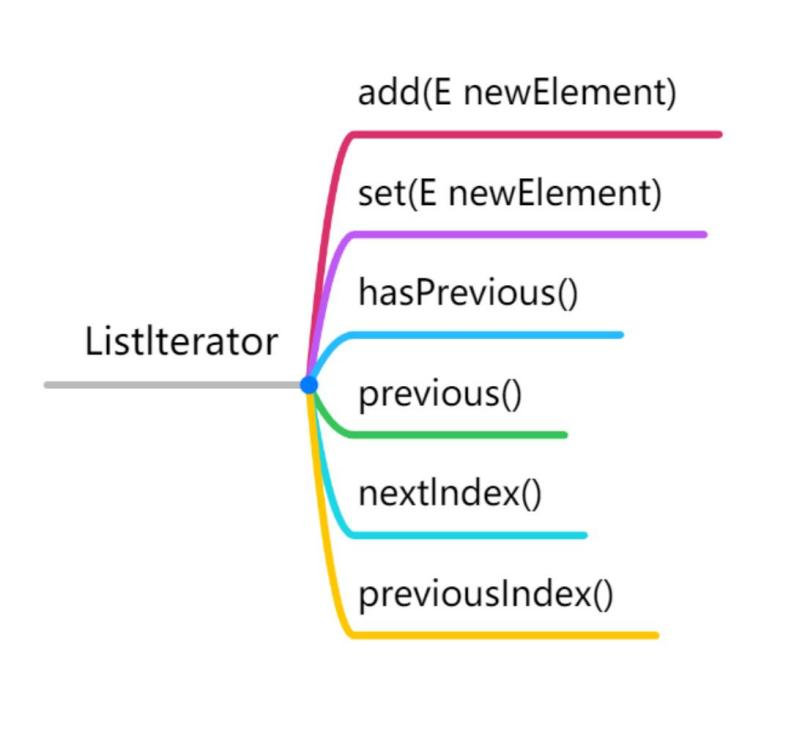 add(E newElement)
set(E newElement)
hasPrevious()
ListIterator
previous()
nextIndex()
previousIndex()